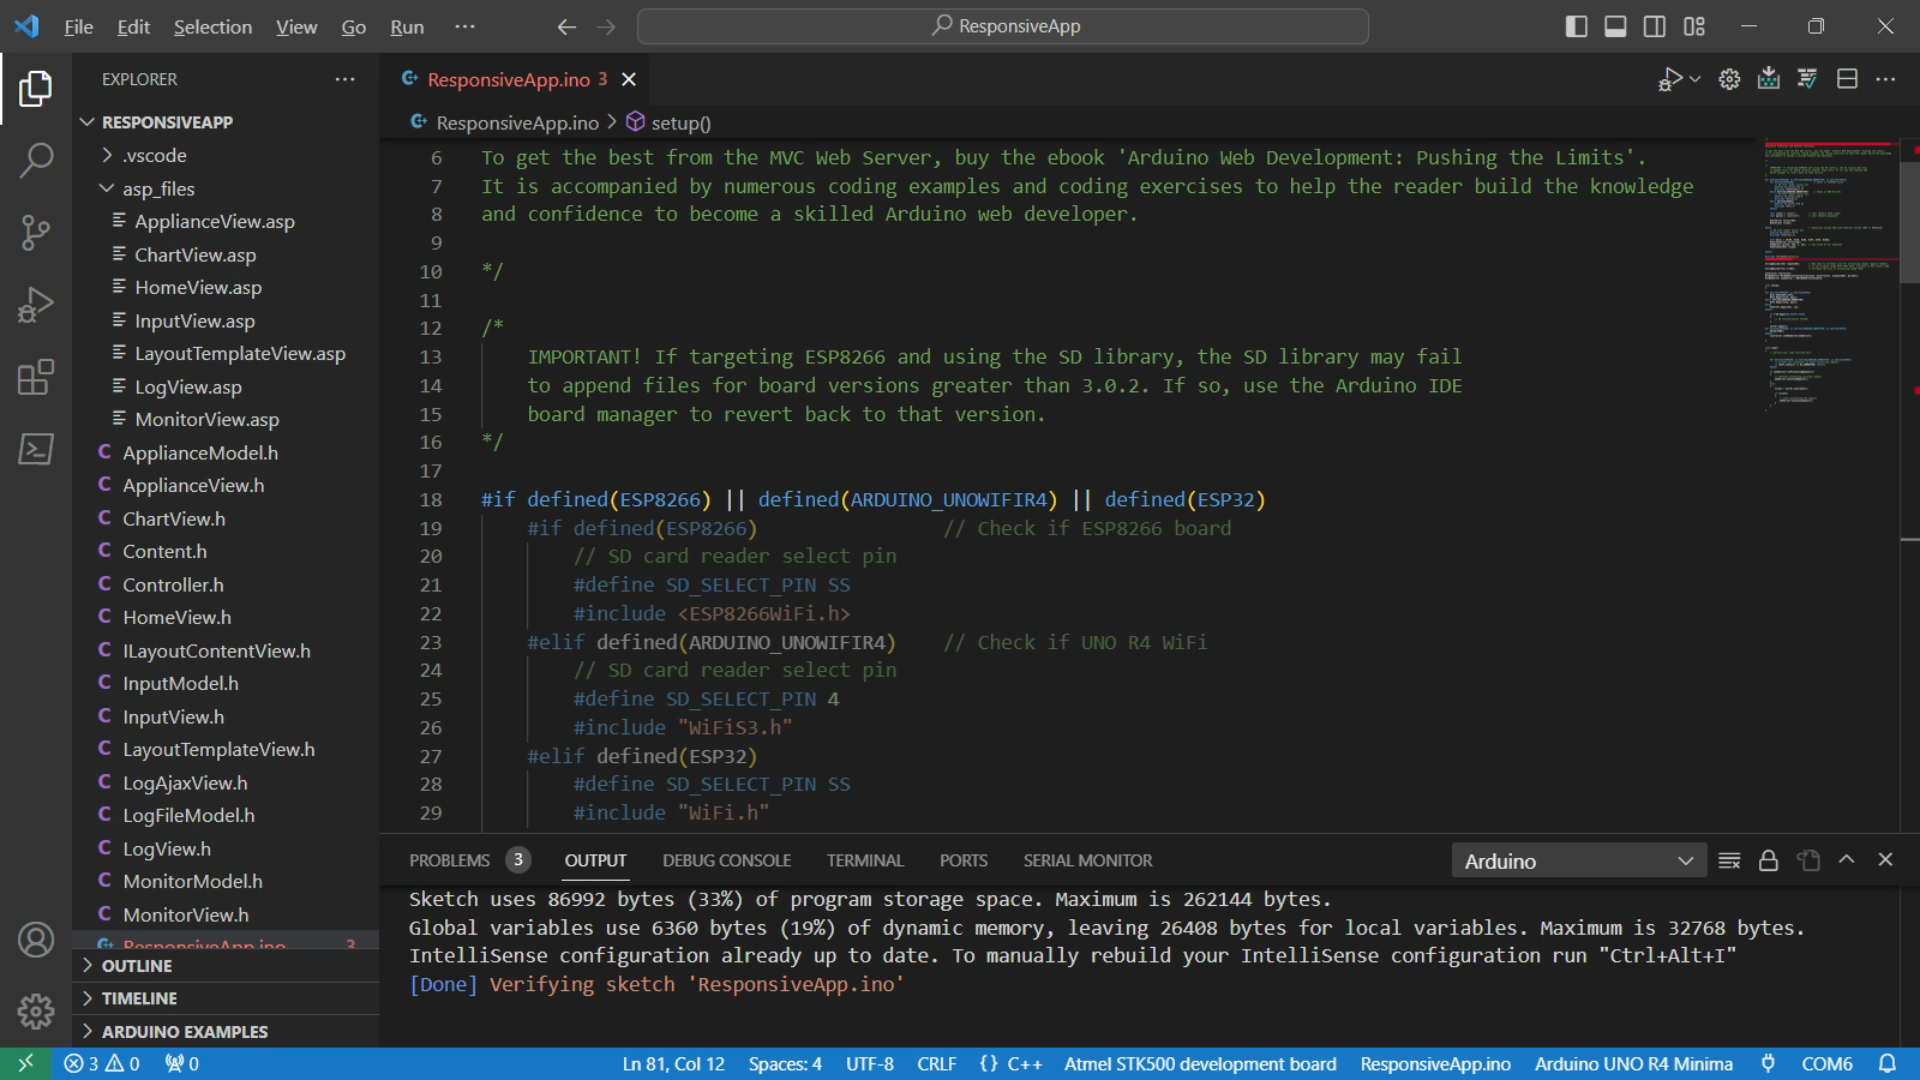 File Edit Selection View Go Run ··· ResponsiveApp
EXPLORER ···
RESPONSIVEAPP
.vscode
asp_files
ApplianceView.asp
ChartView.asp
HomeView.asp
InputView.asp
LayoutTemplateView.asp
LogView.asp
MonitorView.asp
C ApplianceModel.h
C ApplianceView.h
C ChartView.h
C Content.h
C Controller.h
C HomeView.h
C ILayoutContentView.h
C InputModel.h
C InputView.h
C LayoutTemplateView.h
C LogAjaxView.h
C LogFileModel.h
C LogView.h
C MonitorModel.h
C MonitorView.h
ResponsiveApp.ino 3
OUTLINE
TIMELINE
ARDUINO EXAMPLES
ResponsiveApp.ino 3
ResponsiveApp.ino > setup()
6 To get the best from the MVC Web Server, buy the ebook 'Arduino Web Development: Pushing the Limits'.
7 It is accompanied by numerous coding examples and coding exercises to help the reader build the knowledge
8 and confidence to become a skilled Arduino web developer.
9
10 */
11
12 /*
13 IMPORTANT! If targeting ESP8266 and using the SD library, the SD library may fail
14 to append files for board versions greater than 3.0.2. If so, use the Arduino IDE
15 board manager to revert back to that version.
16 */
17
18 #if defined(ESP8266) || defined(ARDUINO_UNOWIFIR4) || defined(ESP32)
19 #if defined(ESP8266) // Check if ESP8266 board
20 // SD card reader select pin
21 #define SD_SELECT_PIN SS
22 #include <ESP8266WiFi.h>
23 #elif defined(ARDUINO_UNOWIFIR4) // Check if UNO R4 WiFi
24 // SD card reader select pin
25 #define SD_SELECT_PIN 4
26 #include "WiFiS3.h"
27 #elif defined(ESP32)
28 #define SD_SELECT_PIN SS
29 #include "WiFi.h"
PROBLEMS 3 OUTPUT DEBUG CONSOLE TERMINAL PORTS SERIAL MONITOR Arduino
Sketch uses 86992 bytes (33%) of program storage space. Maximum is 262144 bytes.
Global variables use 6360 bytes (19%) of dynamic memory, leaving 26408 bytes for local variables. Maximum is 32768 bytes.
IntelliSense configuration already up to date. To manually rebuild your IntelliSense configuration run "Ctrl+Alt+I"
[Done] Verifying sketch 'ResponsiveApp.ino'
3 0 0 Ln 81, Col 12 Spaces: 4 UTF-8 CRLF {} C++ Atmel STK500 development board ResponsiveApp.ino Arduino UNO R4 Minima COM6